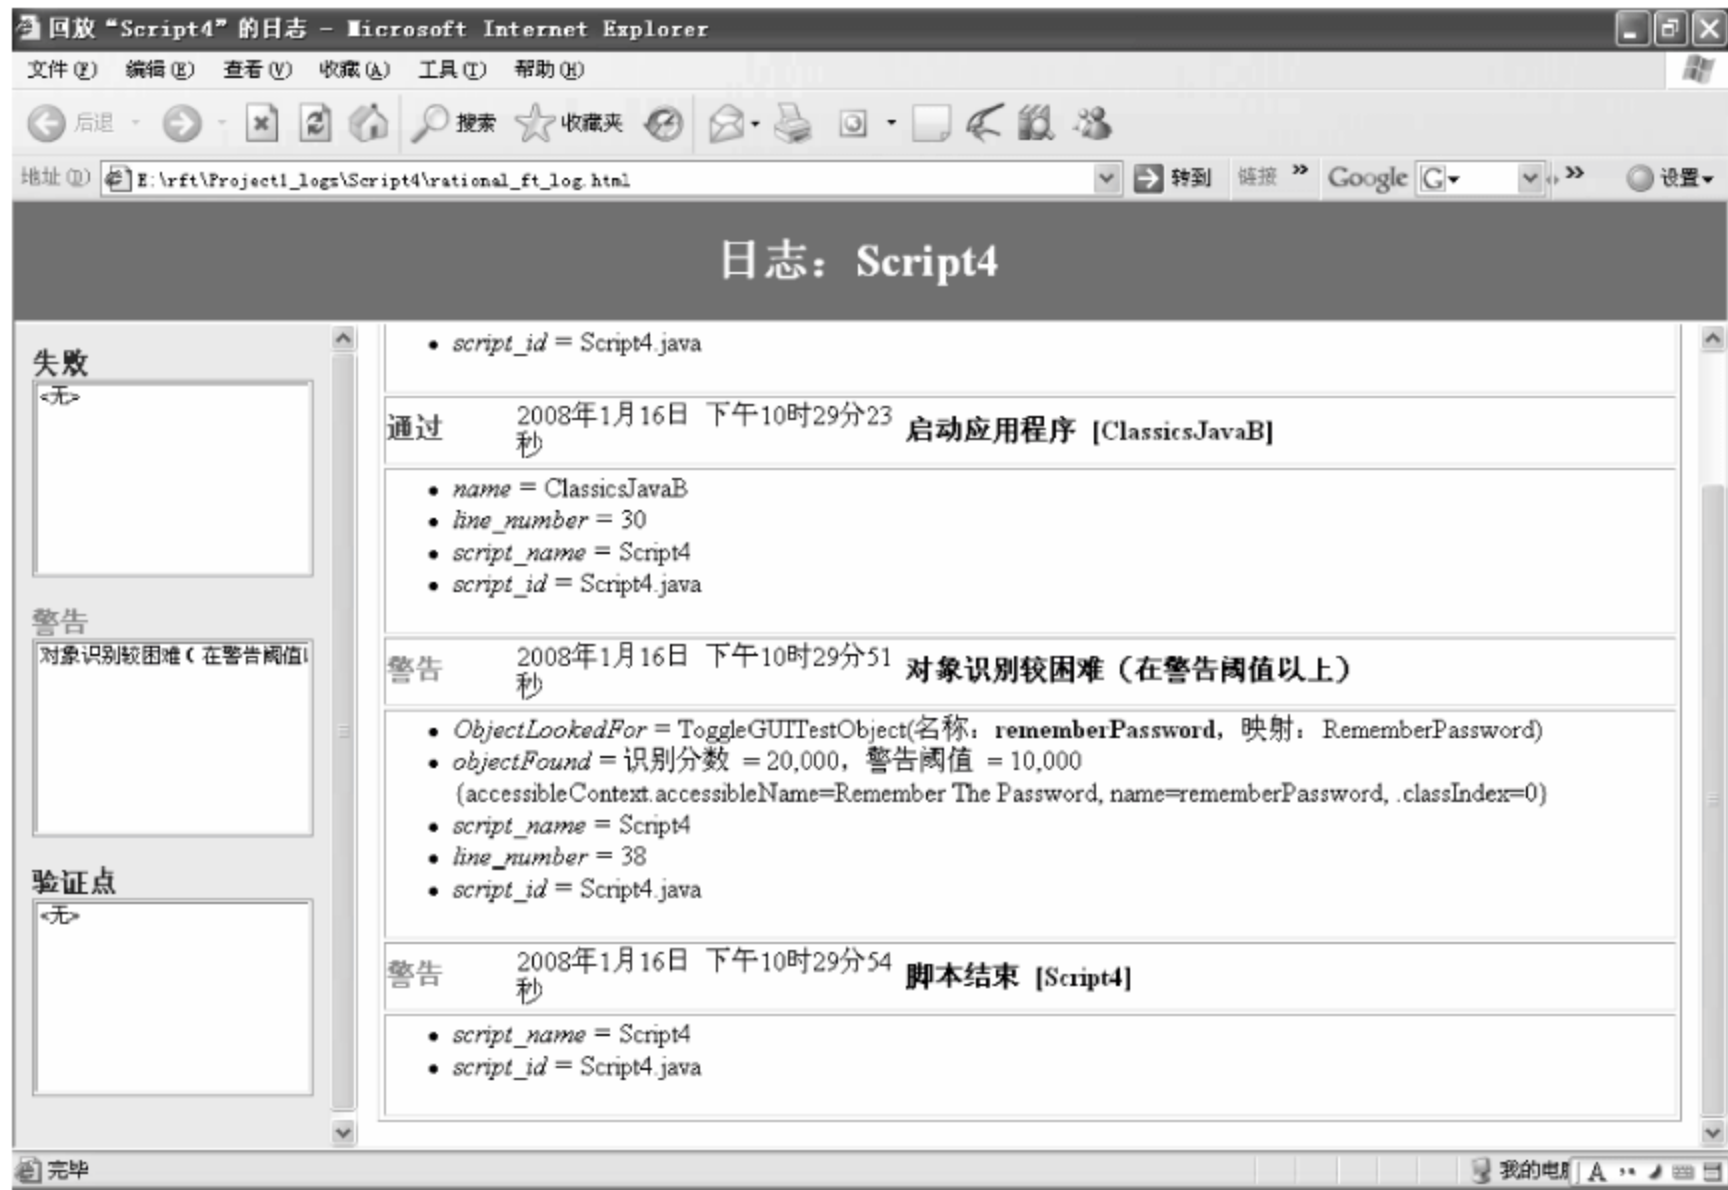 回放“Script4”的日志 - Microsoft Internet Explorer
文件(F) 编辑(E) 查看(V) 收藏(A) 工具(T) 帮助(H)
后退 搜索 收藏夹
地址(D) E:\rft\Project1_logs\Script4\rational_ft_log.html 转到 链接 » Google G » 设置
日志：Script4
失败
<无>
警告
对象识别较困难（在警告阈值
验证点
<无>
• script_id = Script4.java
通过 2008年1月16日 下午10时29分23
秒
启动应用程序 [ClassicsJavaB]
• name = ClassicsJavaB
• line_number = 30
• script_name = Script4
• script_id = Script4.java
警告 2008年1月16日 下午10时29分51
秒
对象识别较困难（在警告阈值以上）
• ObjectLookedFor = ToggleGUITestObject(名称：rememberPassword，映射：RememberPassword)
• objectFound = 识别分数 = 20,000，警告阈值 = 10,000
(accessibleContext.accessibleName=Remember The Password, name=rememberPassword, .classIndex=0)
• script_name = Script4
• line_number = 38
• script_id = Script4.java
警告 2008年1月16日 下午10时29分54
秒
脚本结束 [Script4]
• script_name = Script4
• script_id = Script4.java
完毕 我的电脑 A